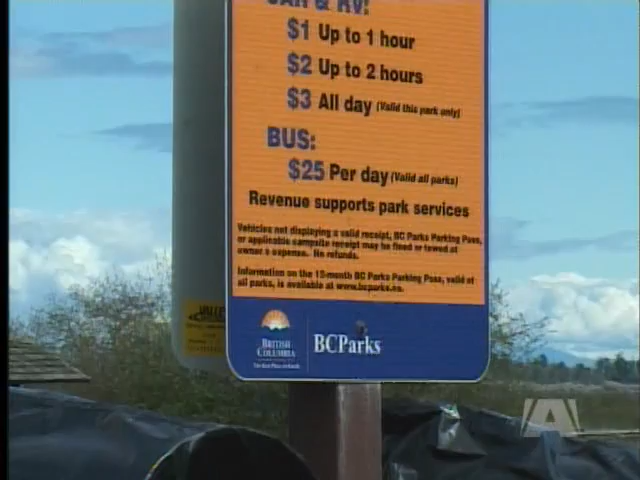 CAR & RV:
$1 Up to 1 hour
$2 Up to 2 hours
$3 All day (Valid this park only)
BUS:
$25 Per day (Valid all parks)
Revenue supports park services
Vehicles not displaying a valid receipt, BC Parks Parking Pass,
or applicable campsite receipt may be fined or towed at
owner's expense. No refunds.
Information on the 15-month BC Parks Parking Pass, valid at
all parks, is available at www.bcparks.ca.
BRITISH
COLUMBIA
BCParks
A